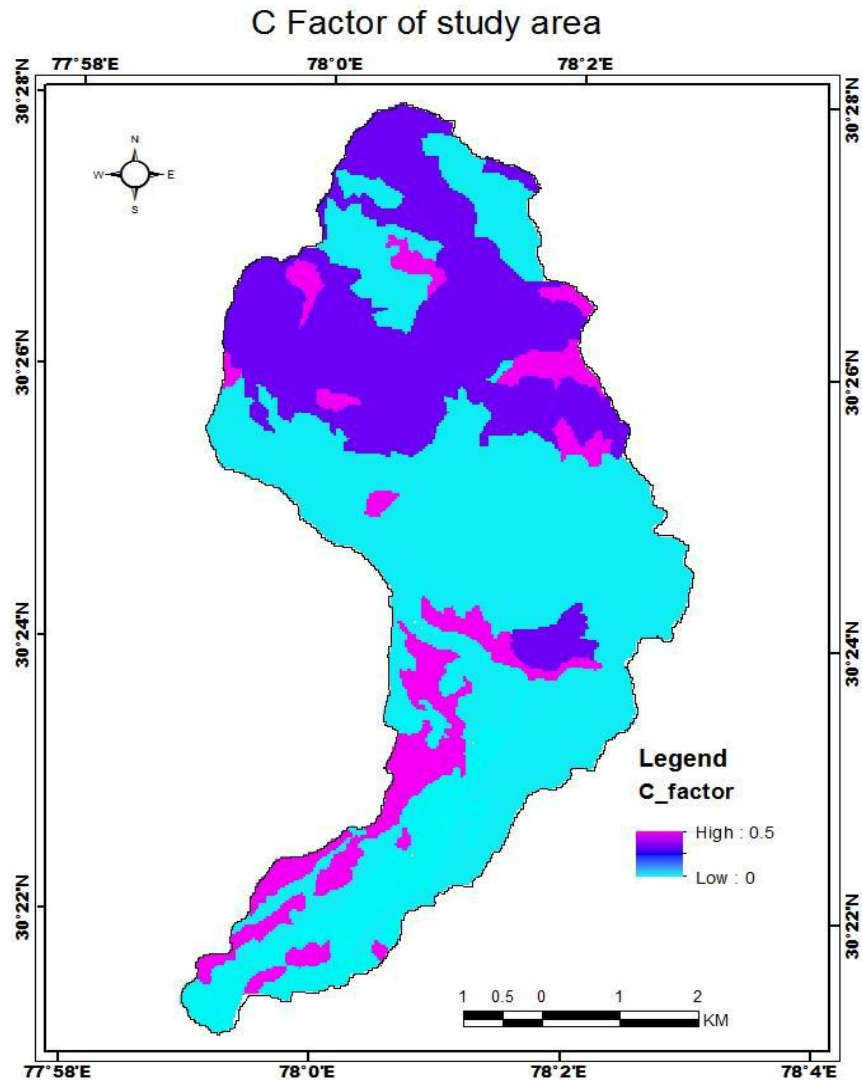 C Factor of study area
77°58'E 78°0'E 78°2'E
30°28'N
30°28'N
N
W E
S
30°26'N
30°26'N
30°24'N
30°24'N
Legend
C_factor
High : 0.5
Low : 0
30°22'N
30°22'N
1 0.5 0 1 2
KM
77°58'E 78°0'E 78°2'E 78°4'E